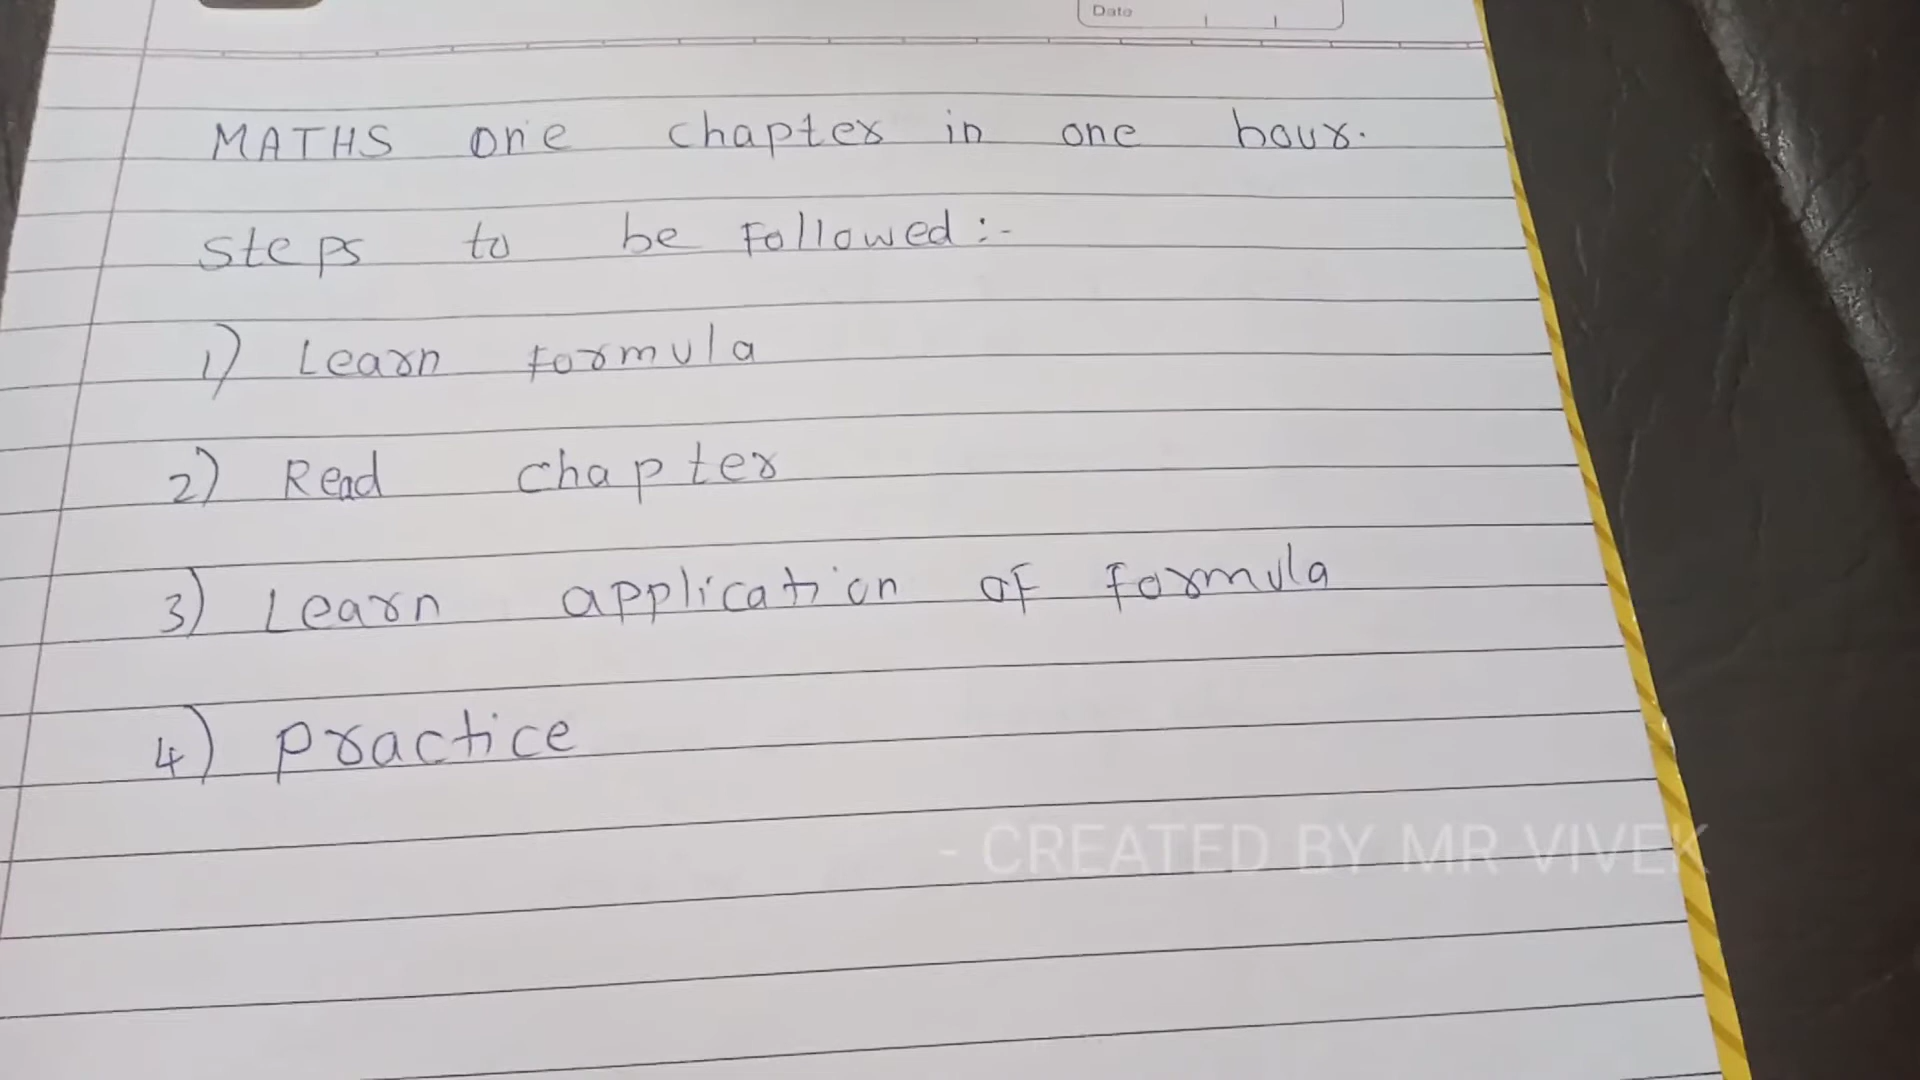 Date
MATHS one chapter in one hour.
steps to be followed :-
1) Learn formula
2) Read chapter
3) Learn application of formula
4) practice
- CREATED BY MR VIVEK